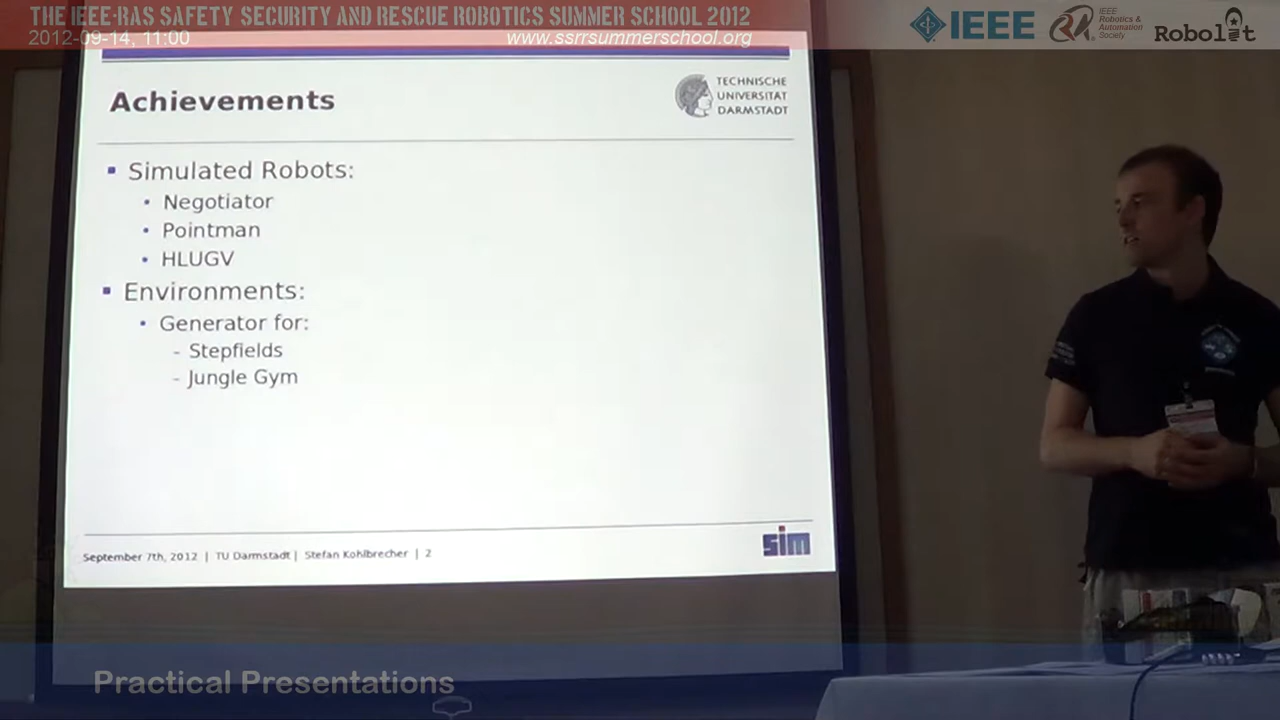 THE IEEE-RAS SAFETY SECURITY AND RESCUE ROBOTICS SUMMER SCHOOL 2012
2012-09-14, 11:00
www.ssrrsummerschool.org
IEEE
IEEE
Robotics &
Automation
Society
Robolit
Achievements
TECHNISCHE
UNIVERSITÄT
DARMSTADT
▪ Simulated Robots:
• Negotiator
• Pointman
• HLUGV
▪ Environments:
• Generator for:
- Stepfields
- Jungle Gym
September 7th, 2012 | TU Darmstadt | Stefan Kohlbrecher | 2
sim
Practical Presentations